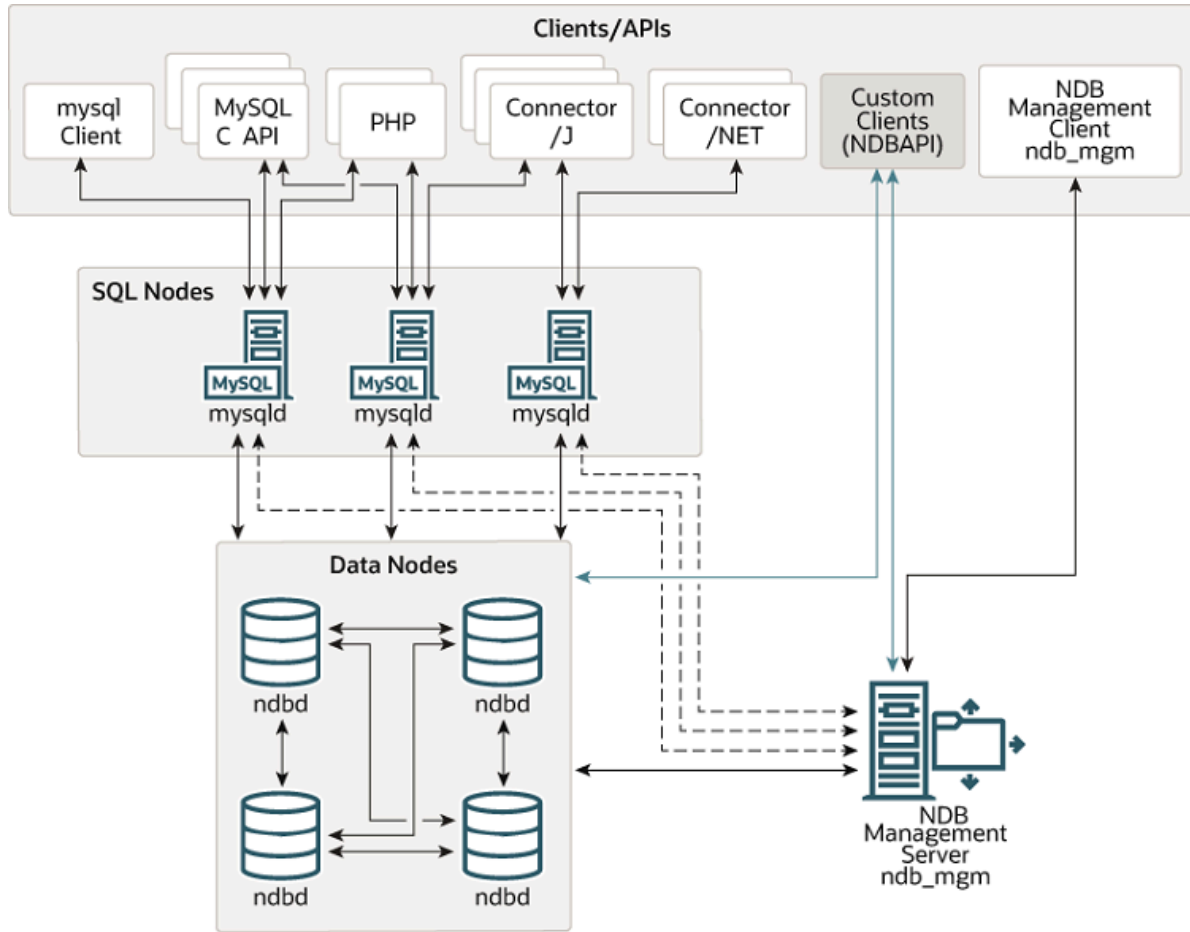 Clients/APIs
mysql
Client
MySQL
C API
PHP
Connector
/J
Connector
/NET
Custom
Clients
(NDBAPI)
NDB
Management
Client
ndb_mgm
SQL Nodes
MySQL
mysqld
MySQL
mysqld
MySQL
mysqld
Data Nodes
ndbd
ndbd
ndbd
ndbd
NDB
Management
Server
ndb_mgm